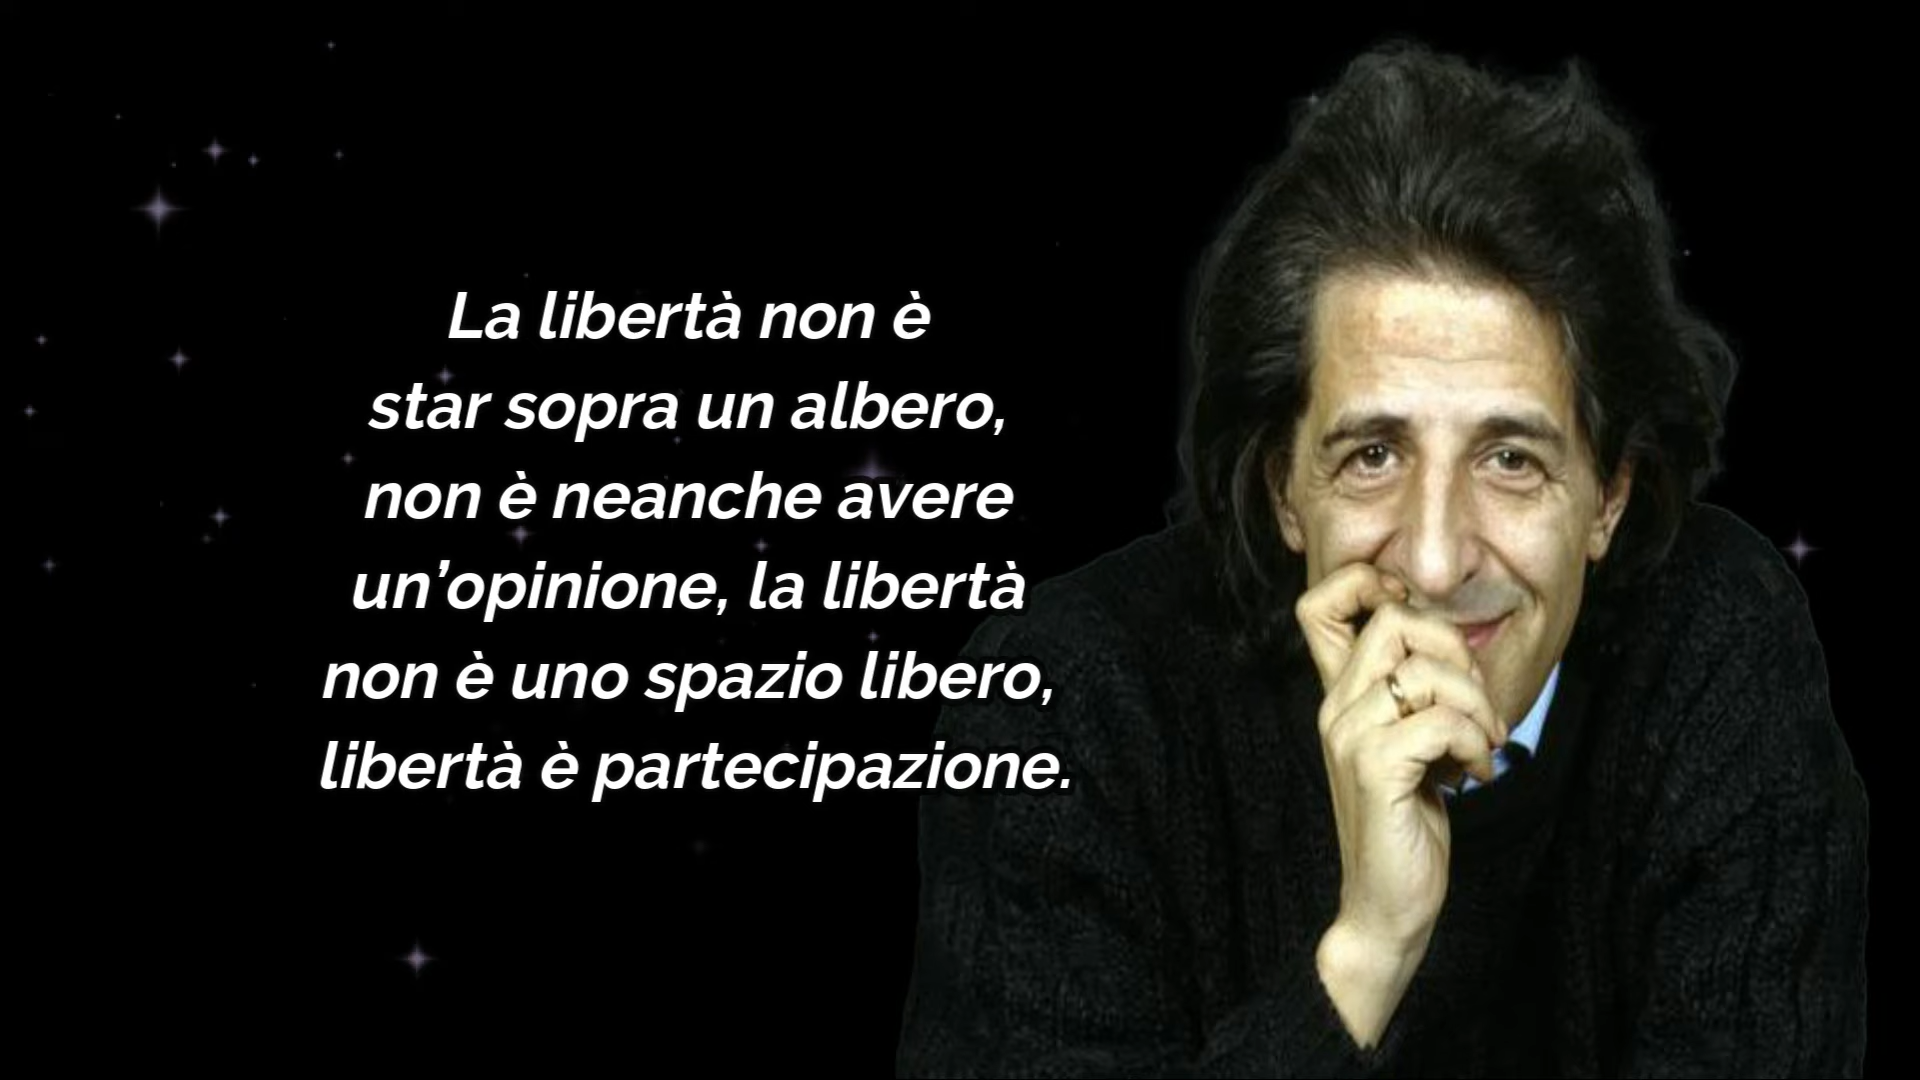 La libertà non è
star sopra un albero,
non è neanche avere
un’opinione, la libertà
non è uno spazio libero,
libertà è partecipazione.